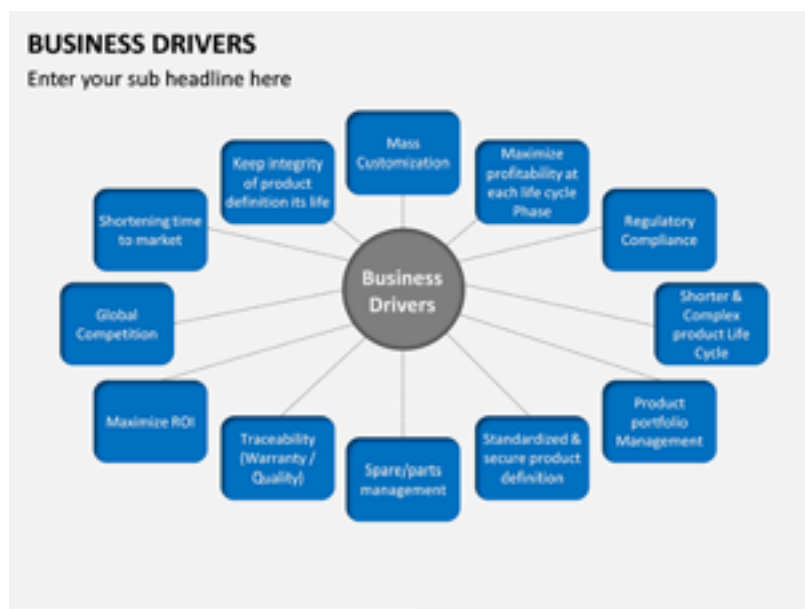 BUSINESS DRIVERS
Enter your sub headline here
Mass
Customization
Keep integrity
of product
definition its life
Maximize
profitability at
each life cycle
Phase
Shortening time
to market
Regulatory
Compliance
Business
Drivers
Global
Competition
Shorter &
Complex
product Life
Cycle
Maximize ROI
Product
portfolio
Management
Traceability
(Warranty /
Quality)
Standardized &
secure product
definition
Spare/parts
management